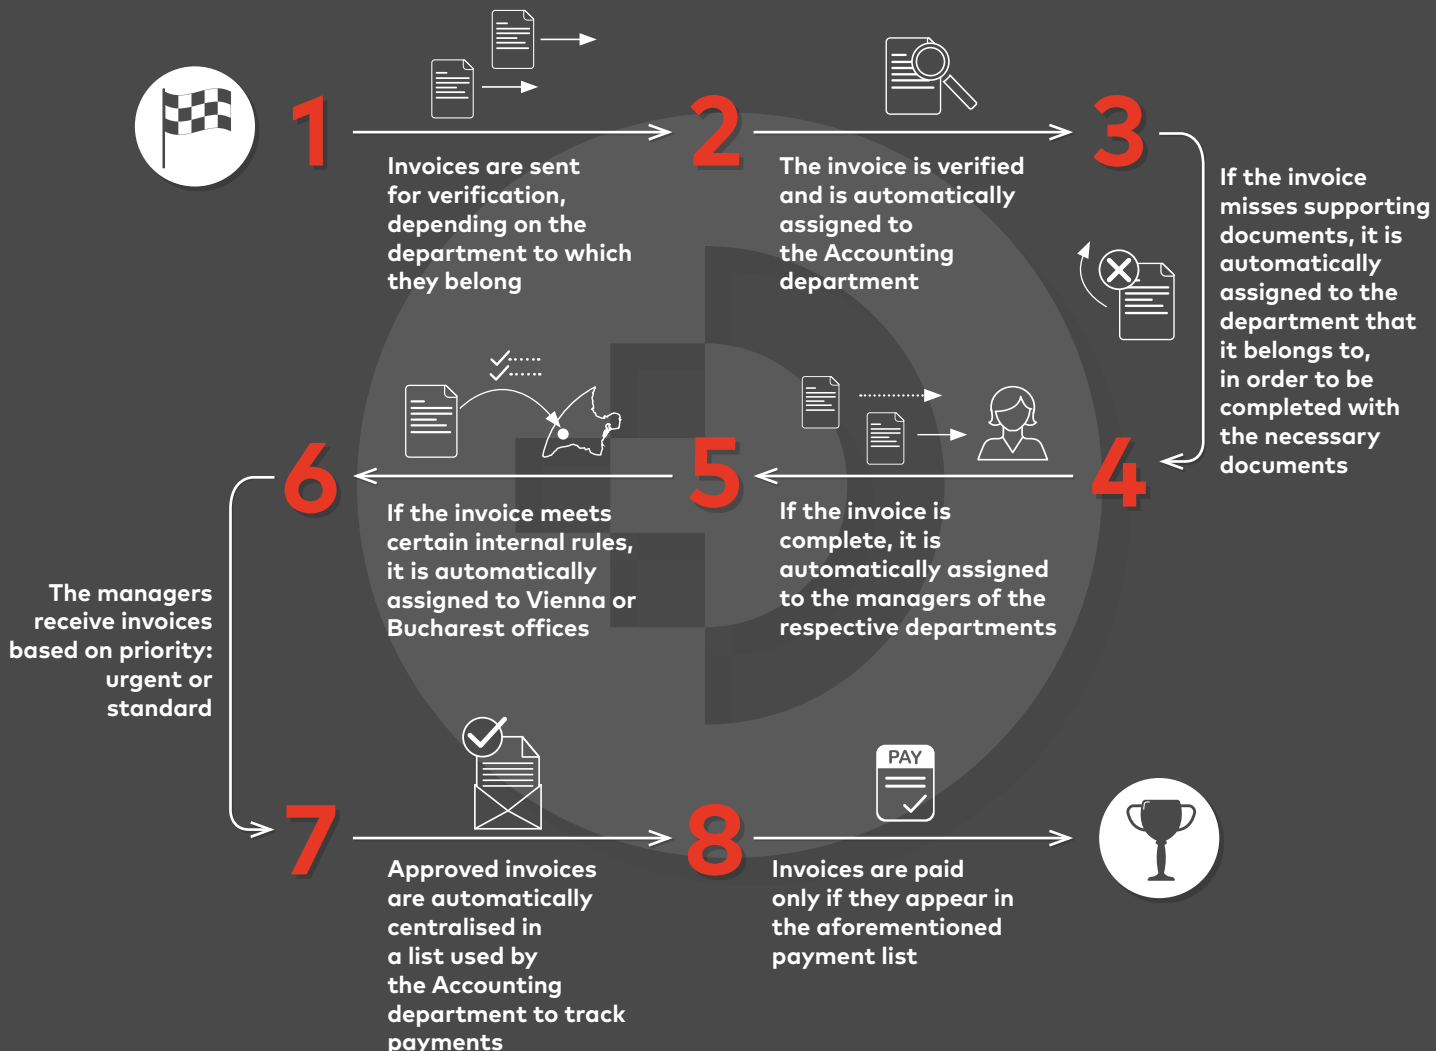 1
Invoices are sent
for verification,
depending on the
department to which
they belong
2
The invoice is verified
and is automatically
assigned to
the Accounting
department
3
If the invoice
misses supporting
documents, it is
automatically
assigned to the
department that
it belongs to,
in order to be
completed with
the necessary
documents
4
If the invoice is
complete, it is
automatically assigned
to the managers of the
respective departments
5
If the invoice meets
certain internal rules,
it is automatically
assigned to Vienna or
Bucharest offices
6
The managers
receive invoices
based on priority:
urgent or
standard
7
Approved invoices
are automatically
centralised in
a list used by
the Accounting
department to track
payments
8
PAY
Invoices are paid
only if they appear in
the aforementioned
payment list